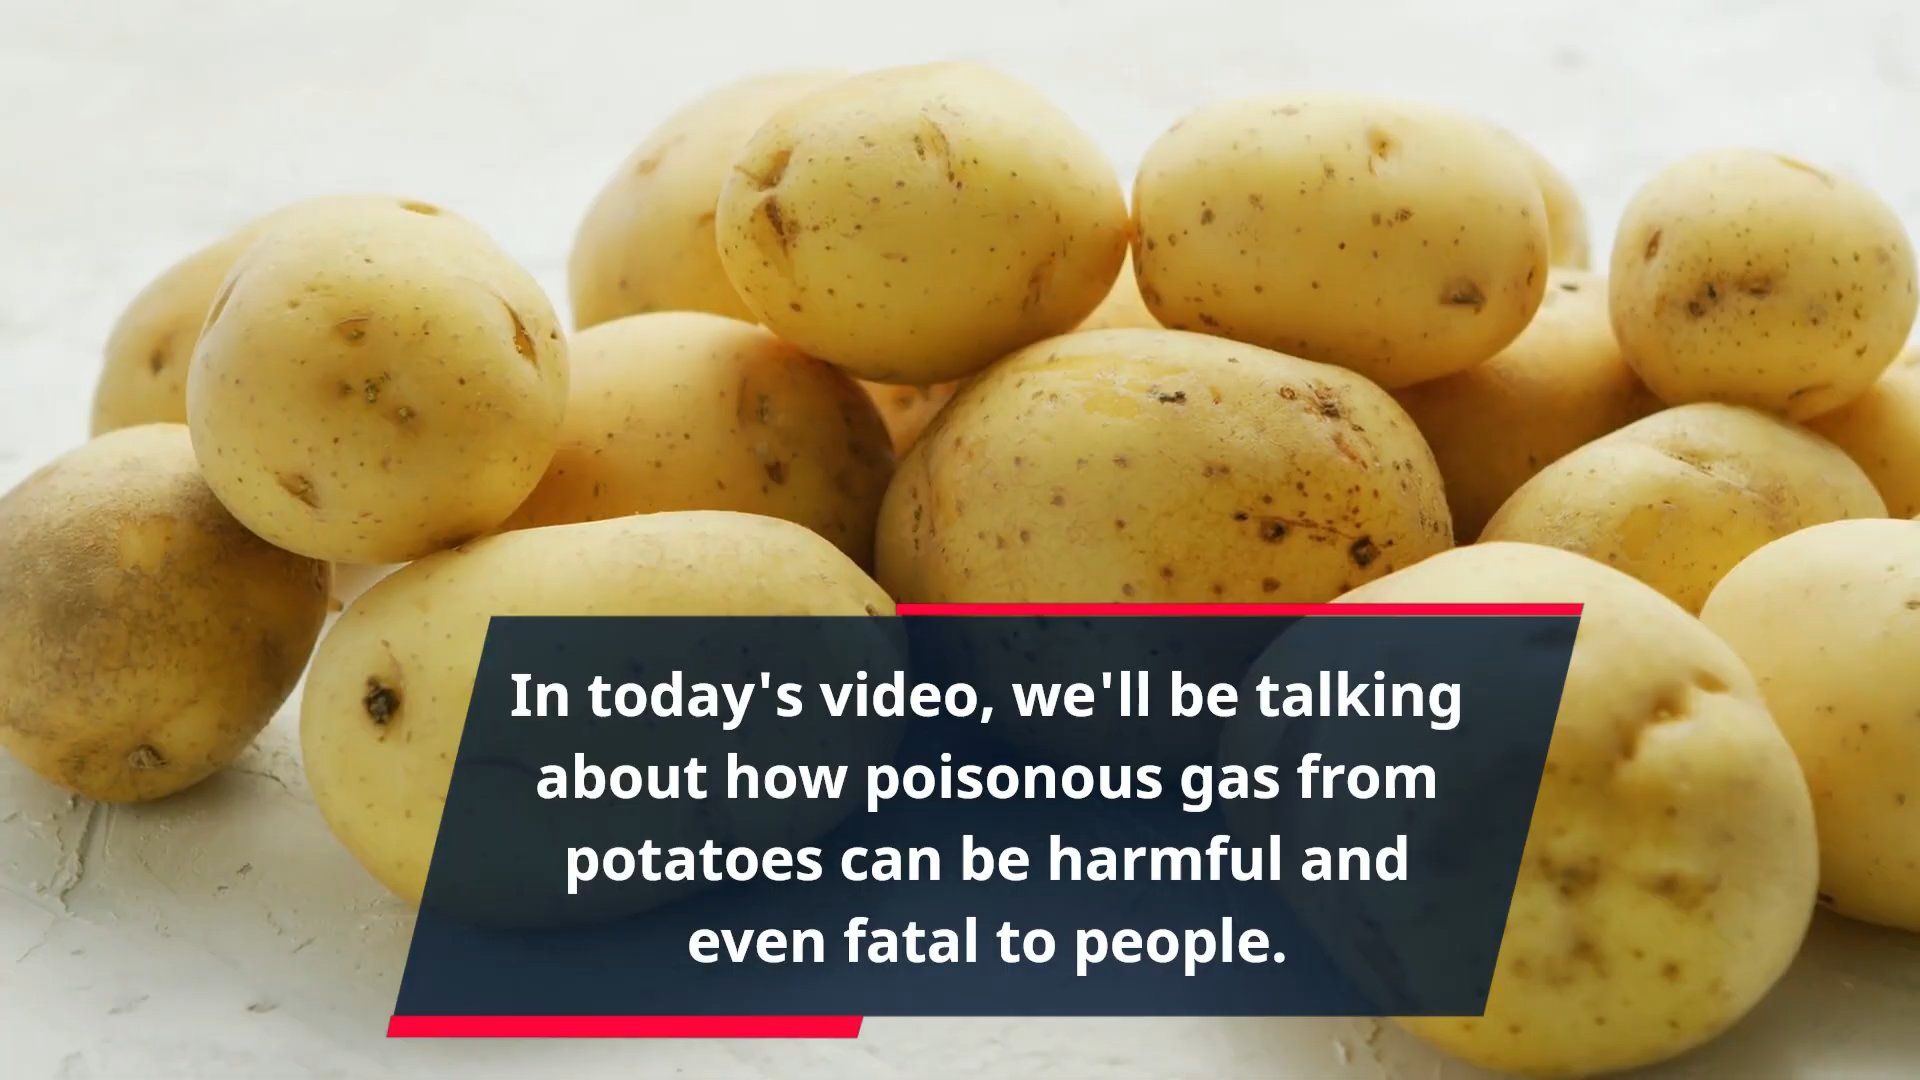 In today's video, we'll be talking
about how poisonous gas from
potatoes can be harmful and
even fatal to people.